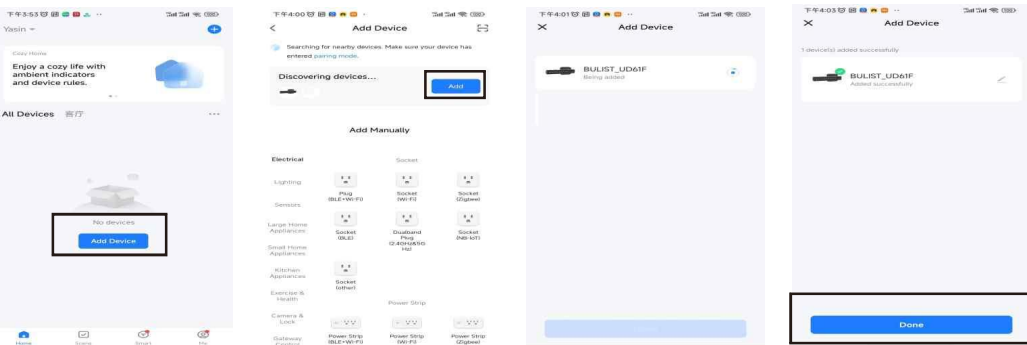 下午3:53
Yasin
Cozy Home
Enjoy a cozy life with
ambient indicators
and device rules.
All Devices 客厅
No devices
Add Device
Home
Scene
Smart
Me
下午4:00
Add Device
Searching for nearby devices. Make sure your device has
entered pairing mode.
Discovering devices...
Add
Add Manually
Electrical
Lighting
Sensors
Large Home
Appliances
Small Home
Appliances
Kitchen
Appliances
Exercise &
Health
Camera &
Lock
Gateway
Control
Socket
Plug
(BLE+Wi-Fi)
Socket
(Wi-Fi)
Socket
(Zigbee)
Socket
(BLE)
Dualband
Plug
(2.4GHz&5G
Hz)
Socket
(NB-IoT)
Socket
(other)
Power Strip
Power Strip
(BLE+Wi-Fi)
Power Strip
(Wi-Fi)
Power Strip
(Zigbee)
下午4:01
Add Device
BULIST_UD61F
Being added
下午4:03
Add Device
1 device(s) added successfully
BULIST_UD61F
Added successfully
Done